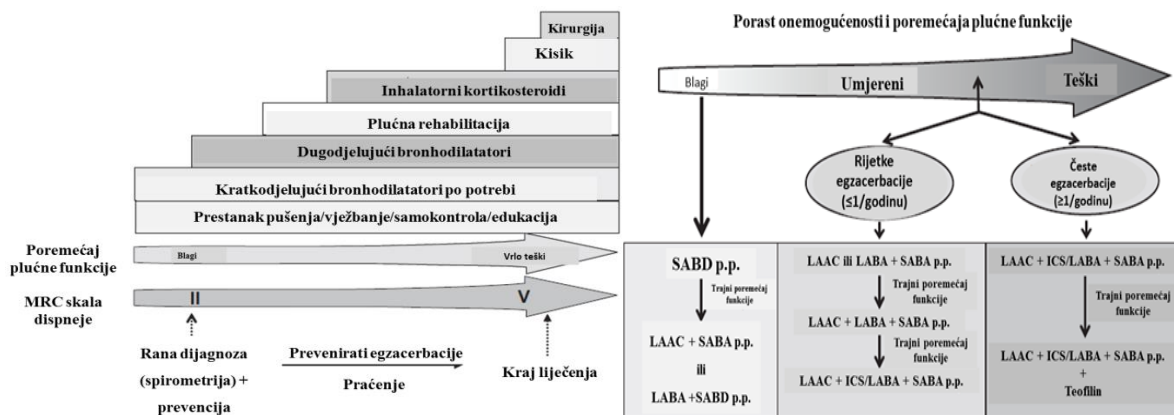 Kirurgija
Kisik
Inhalatorni kortikosteroidi
Plućna rehabilitacija
Dugodjelujući bronhodilatatori
Kratkodjelujući bronhodilatatori po potrebi
Prestanak pušenja/vježbanje/samokontrola/edukacija
Poremećaj
plućne funkcije
Blagi
Vrlo teški
MRC skala
dispneje
II
V
Rana dijagnoza
(spirometrija) +
prevencija
Prevenirati egzacerbacije
Praćenje
Kraj liječenja
Porast onemogućenosti i poremećaja plućne funkcije
Blagi
Umjereni
Teški
Rijetke
egzacerbacije
(≤1/godinu)
Česte
egzacerbacije
(≥1/godinu)
SABD p.p.
Trajni poremećaj
funkcije
LAAC + SABA p.p.
ili
LABA +SABD p.p.
LAAC ili LABA + SABA p.p.
Trajni poremećaj
funkcije
LAAC + LABA + SABA p.p.
Trajni poremećaj
funkcije
LAAC + ICS/LABA + SABA p.p.
LAAC + ICS/LABA + SABA p.p.
Trajni poremećaj
funkcije
LAAC + ICS/LABA + SABA p.p.
+
Teofilin